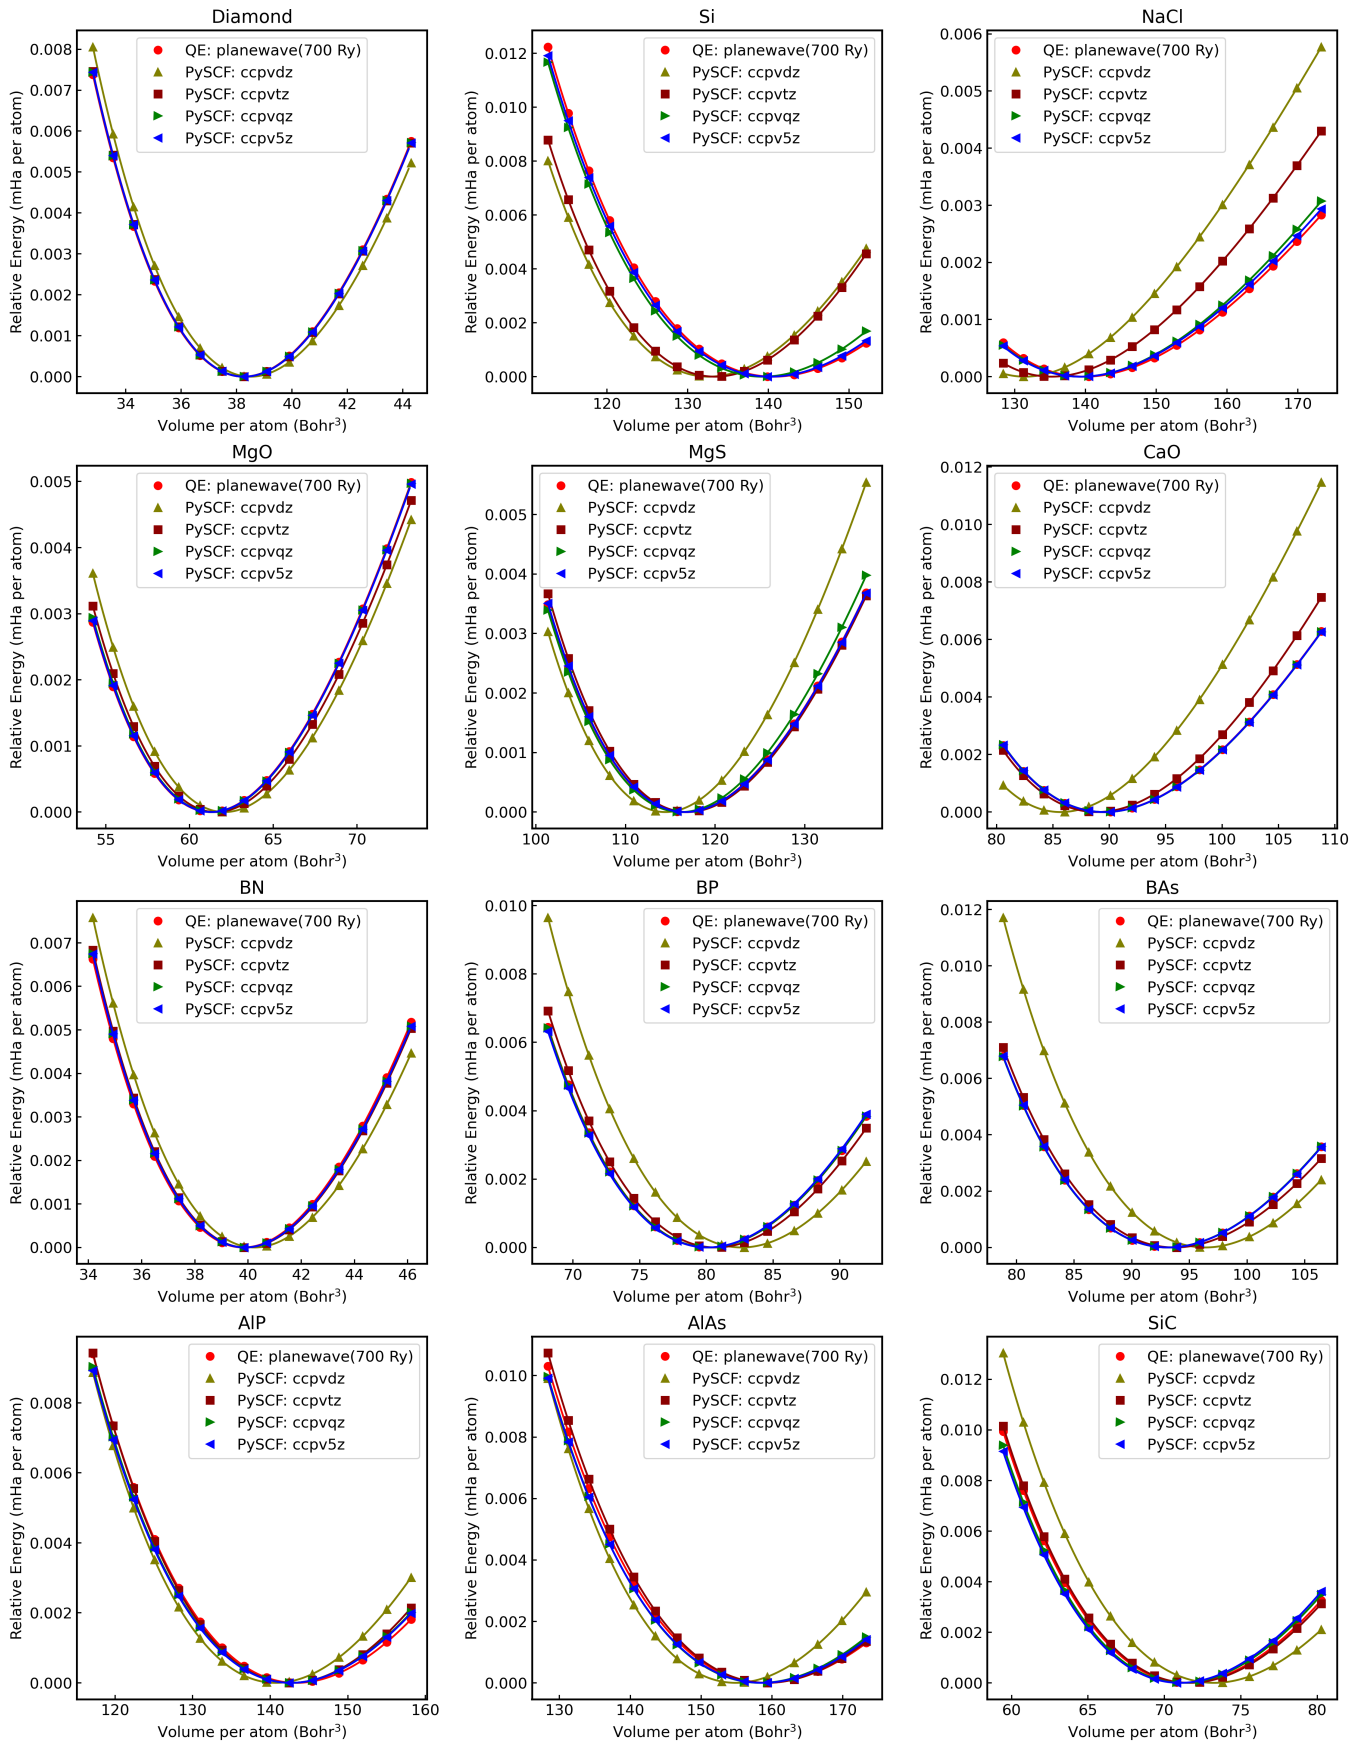 Diamond
0.008
0.007
0.006
0.005
0.004
0.003
0.002
0.001
0.000
Relative Energy (mHa per atom)
QE: planewave(700 Ry)
PySCF: ccpvdz
PySCF: ccpvtz
PySCF: ccpvqz
PySCF: ccpv5z
34 36 38 40 42 44
Volume per atom (Bohr³)
Si
0.012
0.010
0.008
0.006
0.004
0.002
0.000
Relative Energy (mHa per atom)
QE: planewave(700 Ry)
PySCF: ccpvdz
PySCF: ccpvtz
PySCF: ccpvqz
PySCF: ccpv5z
120 130 140 150
Volume per atom (Bohr³)
NaCl
0.006
0.005
0.004
0.003
0.002
0.001
0.000
Relative Energy (mHa per atom)
QE: planewave(700 Ry)
PySCF: ccpvdz
PySCF: ccpvtz
PySCF: ccpvqz
PySCF: ccpv5z
130 140 150 160 170
Volume per atom (Bohr³)
MgO
0.005
0.004
0.003
0.002
0.001
0.000
Relative Energy (mHa per atom)
QE: planewave(700 Ry)
PySCF: ccpvdz
PySCF: ccpvtz
PySCF: ccpvqz
PySCF: ccpv5z
55 60 65 70
Volume per atom (Bohr³)
MgS
0.005
0.004
0.003
0.002
0.001
0.000
Relative Energy (mHa per atom)
QE: planewave(700 Ry)
PySCF: ccpvdz
PySCF: ccpvtz
PySCF: ccpvqz
PySCF: ccpv5z
100 110 120 130
Volume per atom (Bohr³)
CaO
0.012
0.010
0.008
0.006
0.004
0.002
0.000
Relative Energy (mHa per atom)
QE: planewave(700 Ry)
PySCF: ccpvdz
PySCF: ccpvtz
PySCF: ccpvqz
PySCF: ccpv5z
80 85 90 95 100 105 110
Volume per atom (Bohr³)
BN
0.007
0.006
0.005
0.004
0.003
0.002
0.001
0.000
Relative Energy (mHa per atom)
QE: planewave(700 Ry)
PySCF: ccpvdz
PySCF: ccpvtz
PySCF: ccpvqz
PySCF: ccpv5z
34 36 38 40 42 44 46
Volume per atom (Bohr³)
BP
0.010
0.008
0.006
0.004
0.002
0.000
Relative Energy (mHa per atom)
QE: planewave(700 Ry)
PySCF: ccpvdz
PySCF: ccpvtz
PySCF: ccpvqz
PySCF: ccpv5z
70 75 80 85 90
Volume per atom (Bohr³)
BAs
0.012
0.010
0.008
0.006
0.004
0.002
0.000
Relative Energy (mHa per atom)
QE: planewave(700 Ry)
PySCF: ccpvdz
PySCF: ccpvtz
PySCF: ccpvqz
PySCF: ccpv5z
80 85 90 95 100 105
Volume per atom (Bohr³)
AlP
0.008
0.006
0.004
0.002
0.000
Relative Energy (mHa per atom)
QE: planewave(700 Ry)
PySCF: ccpvdz
PySCF: ccpvtz
PySCF: ccpvqz
PySCF: ccpv5z
120 130 140 150 160
Volume per atom (Bohr³)
AlAs
0.010
0.008
0.006
0.004
0.002
0.000
Relative Energy (mHa per atom)
QE: planewave(700 Ry)
PySCF: ccpvdz
PySCF: ccpvtz
PySCF: ccpvqz
PySCF: ccpv5z
130 140 150 160 170
Volume per atom (Bohr³)
SiC
0.012
0.010
0.008
0.006
0.004
0.002
0.000
Relative Energy (mHa per atom)
QE: planewave(700 Ry)
PySCF: ccpvdz
PySCF: ccpvtz
PySCF: ccpvqz
PySCF: ccpv5z
60 65 70 75 80
Volume per atom (Bohr³)